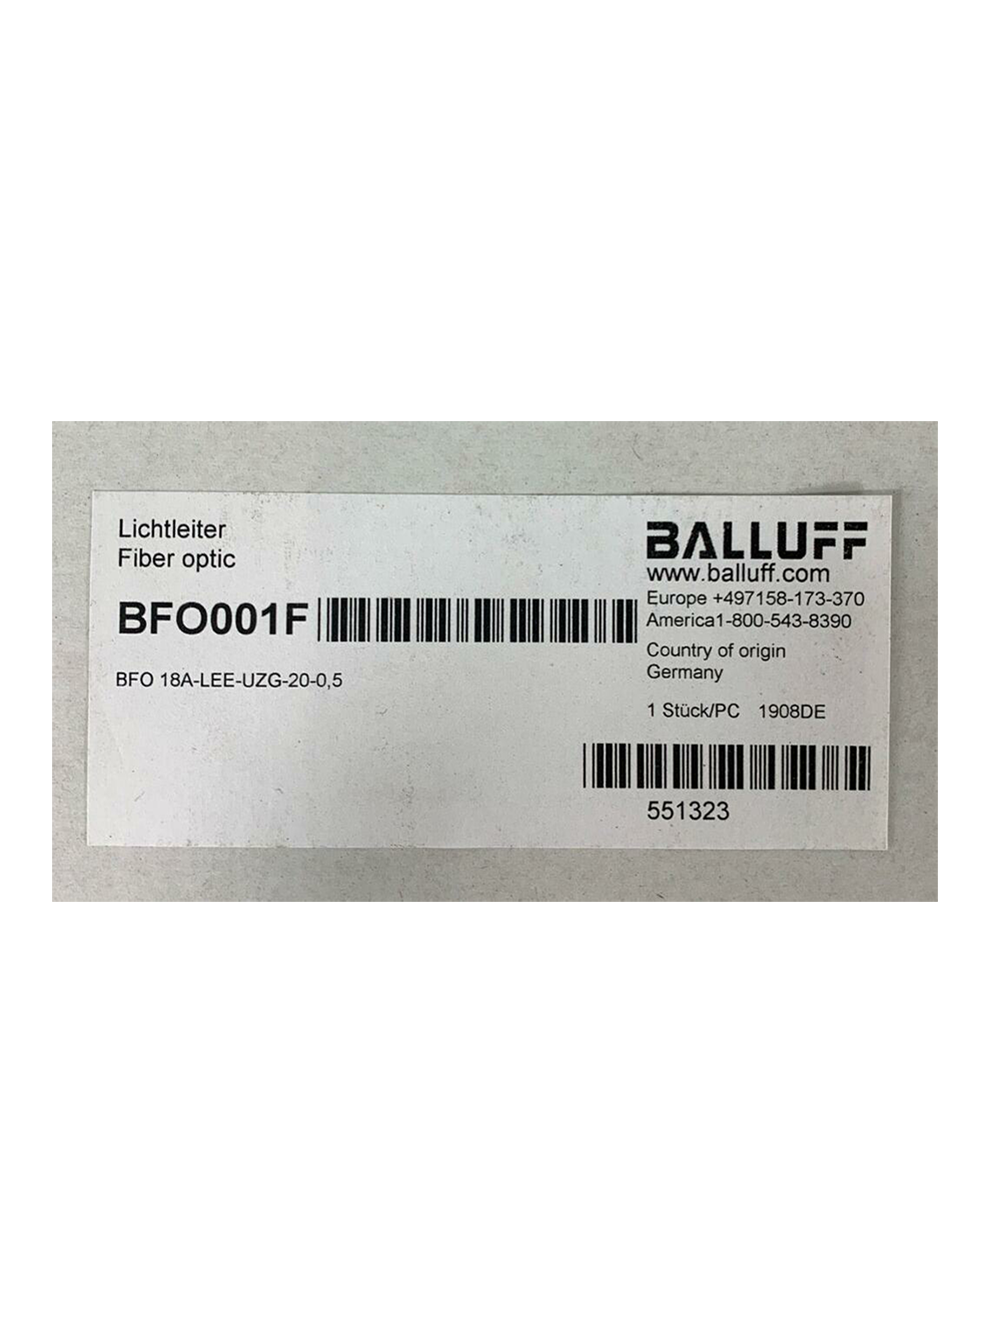 Lichtleiter
Fiber optic
BFO001F
BFO 18A-LEE-UZG-20-0,5
BALLUFF
www.balluff.com
Europe +497158-173-370
America1-800-543-8390
Country of origin
Germany
1 Stück/PC 1908DE
551323